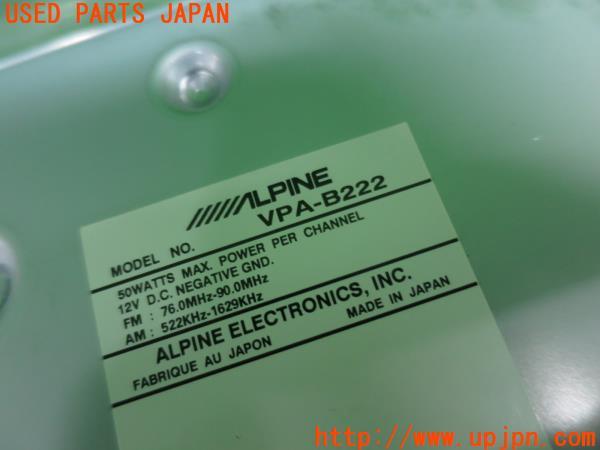 USED PARTS JAPAN
ALPINE
MODEL NO. VPA-B222
50WATTS MAX. POWER PER CHANNEL
12V D.C. NEGATIVE GND.
FM : 76.0MHz-90.0MHz
AM : 522KHz-1629KHz
ALPINE ELECTRONICS, INC.
FABRIQUE AU JAPON MADE IN JAPAN
http://www.upjpn.com/